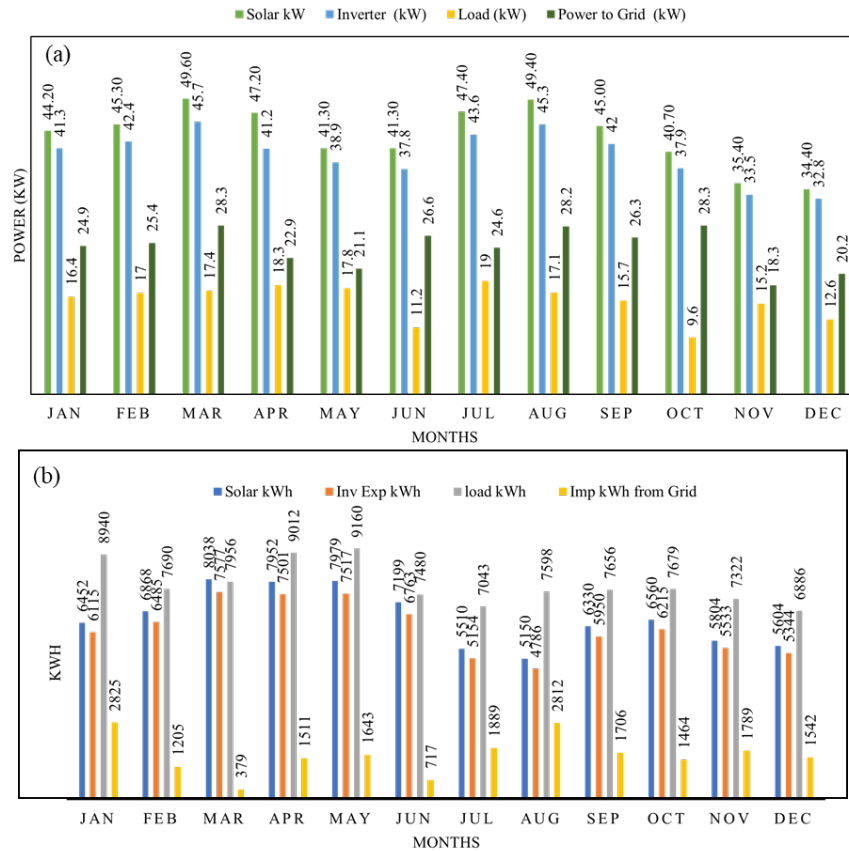 Solar kW Inverter (kW) Load (kW) Power to Grid (kW)
(a)
POWER (KW)
44.20 41.3 16.4 24.9
45.30 42.4 17 25.4
49.60 45.7 17.4 28.3
47.20 41.2 18.3 22.9
41.30 38.9 17.8 21.1
41.30 37.8 11.2 26.6
47.40 43.6 19 24.6
49.40 45.3 17.1 28.2
45.00 42 15.7 26.3
40.70 37.9 9.6 28.3
35.40 33.5 15.2 18.3
34.40 32.8 12.6 20.2
JAN FEB MAR APR MAY JUN JUL AUG SEP OCT NOV DEC
MONTHS
(b)
Solar kWh Inv Exp kWh load kWh Imp kWh from Grid
KWH
6452 6115 8940 2825
6868 6485 7690 1205
8038 7577 7956 379
7952 7501 9012 1511
7979 7517 9160 1643
7199 6763 7480 717
5510 5154 7043 1889
5150 4786 7598 2812
6330 5950 7656 1706
6560 6215 7679 1464
5804 5533 7322 1789
5604 5344 6886 1542
JAN FEB MAR APR MAY JUN JUL AUG SEP OCT NOV DEC
MONTHS